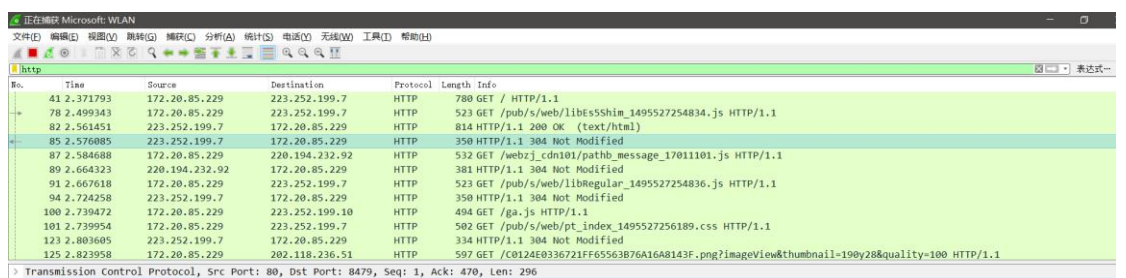 正在捕获 Microsoft: WLAN
文件(F) 编辑(E) 视图(V) 跳转(G) 捕获(C) 分析(A) 统计(S) 电话(Y) 无线(W) 工具(T) 帮助(H)
http 表达式…
No. Time Source Destination Protocol Length Info
41 2.371793 172.20.85.229 223.252.199.7 HTTP 780 GET / HTTP/1.1
78 2.499343 172.20.85.229 223.252.199.7 HTTP 523 GET /pub/s/web/libEs5Shim_1495527254834.js HTTP/1.1
82 2.561451 223.252.199.7 172.20.85.229 HTTP 814 HTTP/1.1 200 OK (text/html)
85 2.576085 223.252.199.7 172.20.85.229 HTTP 350 HTTP/1.1 304 Not Modified
87 2.584688 172.20.85.229 220.194.232.92 HTTP 532 GET /webzj_cdn101/pathb_message_17011101.js HTTP/1.1
89 2.664323 220.194.232.92 172.20.85.229 HTTP 381 HTTP/1.1 304 Not Modified
91 2.667618 172.20.85.229 223.252.199.7 HTTP 523 GET /pub/s/web/libRegular_1495527254836.js HTTP/1.1
94 2.724258 223.252.199.7 172.20.85.229 HTTP 350 HTTP/1.1 304 Not Modified
100 2.739472 172.20.85.229 223.252.199.10 HTTP 494 GET /ga.js HTTP/1.1
101 2.739954 172.20.85.229 223.252.199.7 HTTP 502 GET /pub/s/web/pt_index_1495527256189.css HTTP/1.1
123 2.803605 223.252.199.7 172.20.85.229 HTTP 334 HTTP/1.1 304 Not Modified
125 2.823958 172.20.85.229 202.118.236.51 HTTP 597 GET /C0124E0336721FF65563B76A16A8143F.png?imageView&thumbnail=190y28&quality=100 HTTP/1.1
> Transmission Control Protocol, Src Port: 80, Dst Port: 8479, Seq: 1, Ack: 470, Len: 296